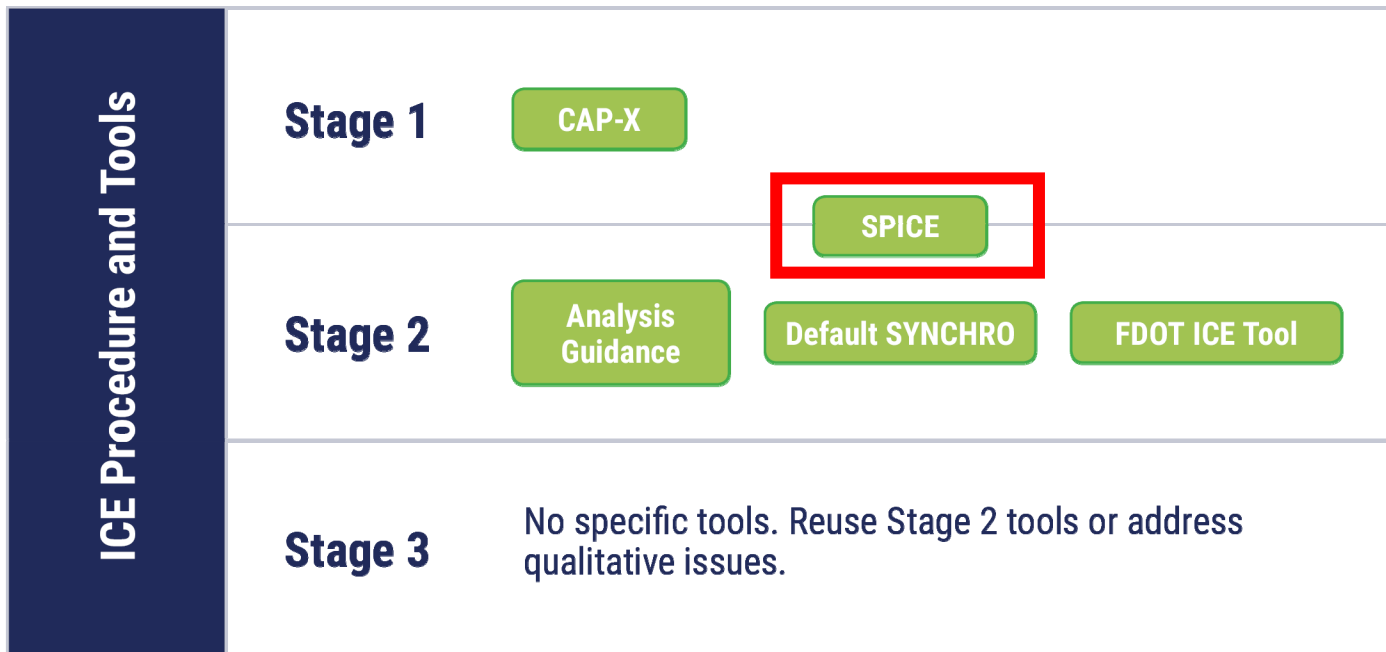 ICE Procedure and Tools
Stage 1
CAP-X
SPICE
Stage 2
Analysis
Guidance
Default SYNCHRO
FDOT ICE Tool
Stage 3
No specific tools. Reuse Stage 2 tools or address
qualitative issues.